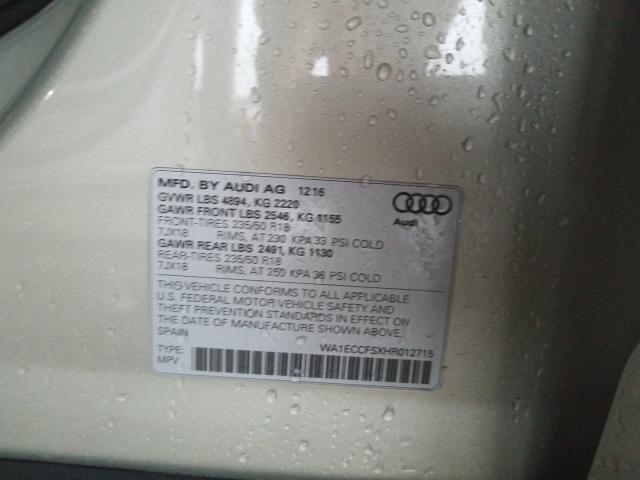 MFD. BY AUDI AG 1216
GVWR LBS 4894, KG 2220
GAWR FRONT LBS 2546, KG 1155
FRONT-TIRES 235/50 R18
7JX18 RIMS, AT 230 KPA 33 PSI COLD
GAWR REAR LBS 2491, KG 1130
REAR-TIRES 235/50 R18
7JX18 RIMS, AT 250 KPA 36 PSI COLD
Audi
THIS VEHICLE CONFORMS TO ALL APPLICABLE
U.S. FEDERAL MOTOR VEHICLE SAFETY AND
THEFT PREVENTION STANDARDS IN EFFECT ON
THE DATE OF MANUFACTURE SHOWN ABOVE.
SPAIN
WA1ECCFSXHR012715
TYPE:
MPV